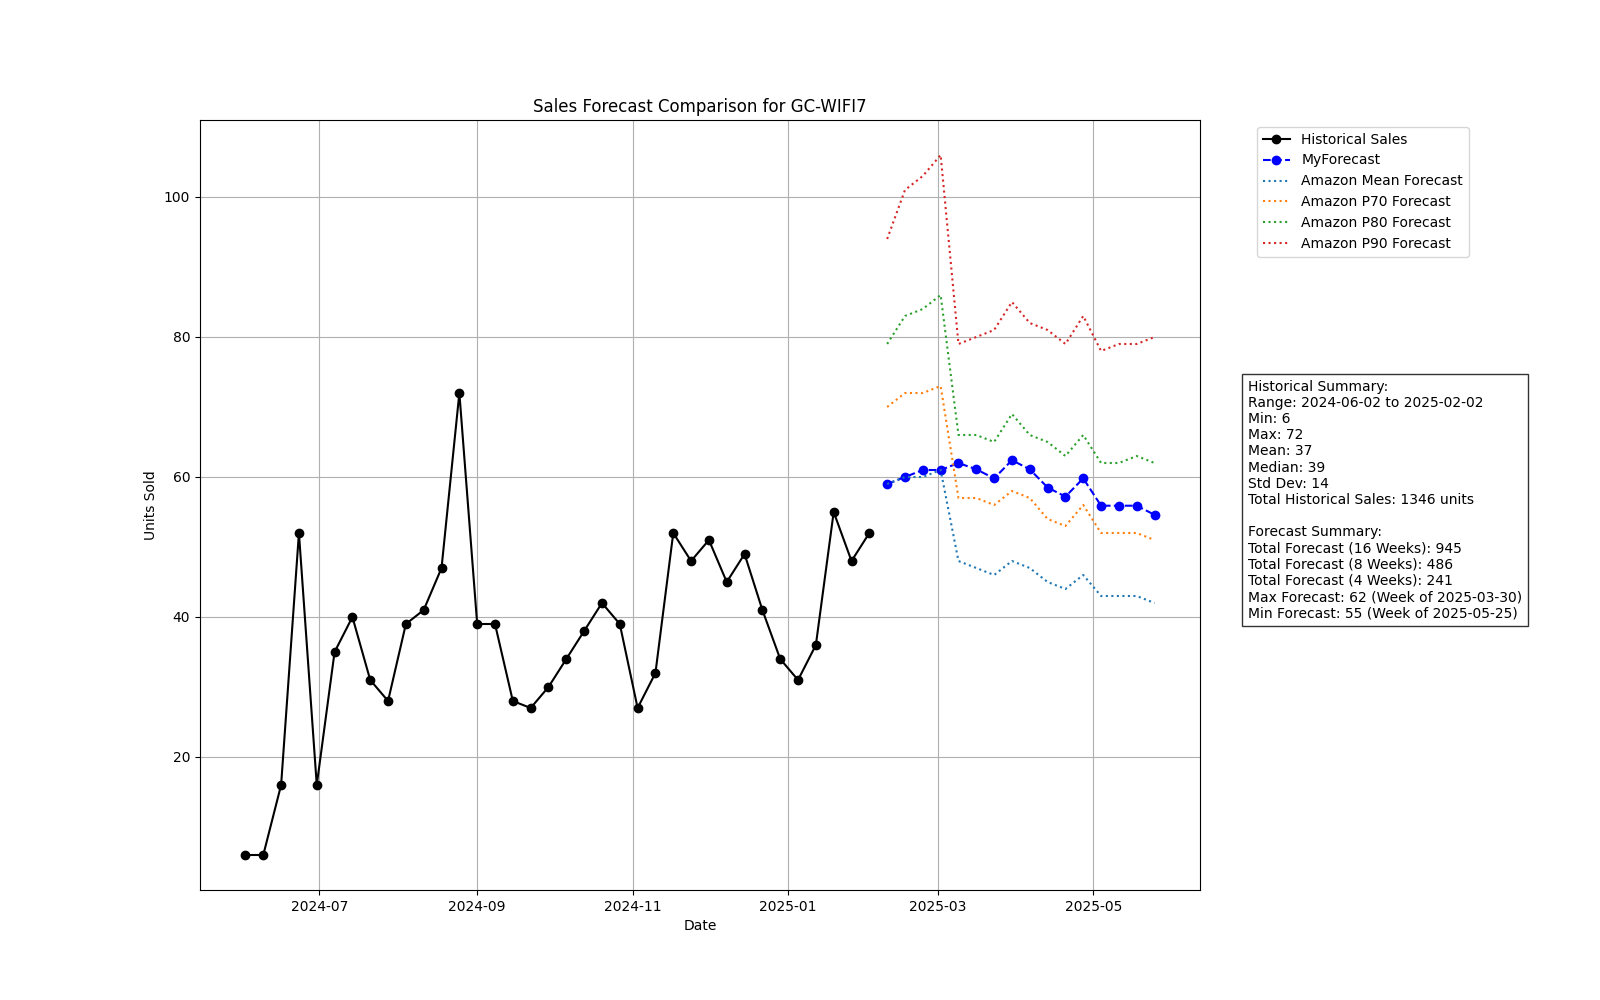 Sales Forecast Comparison for GC-WIFI7
Units Sold
100
80
60
40
20
2024-07
2024-09
2024-11
2025-01
2025-03
2025-05
Date
Historical Sales
MyForecast
Amazon Mean Forecast
Amazon P70 Forecast
Amazon P80 Forecast
Amazon P90 Forecast
Historical Summary:
Range: 2024-06-02 to 2025-02-02
Min: 6
Max: 72
Mean: 37
Median: 39
Std Dev: 14
Total Historical Sales: 1346 units
Forecast Summary:
Total Forecast (16 Weeks): 945
Total Forecast (8 Weeks): 486
Total Forecast (4 Weeks): 241
Max Forecast: 62 (Week of 2025-03-30)
Min Forecast: 55 (Week of 2025-05-25)